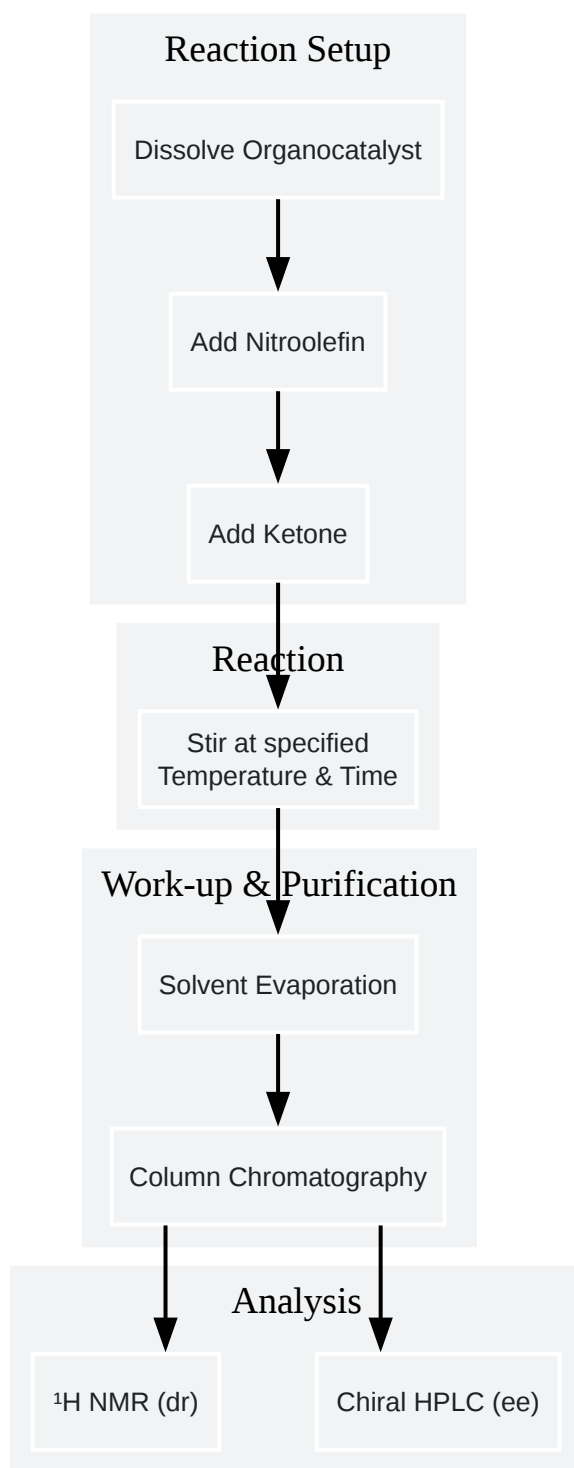 Reaction Setup
Dissolve Organocatalyst
Add Nitroolefin
Add Ketone
Reaction
Stir at specified
Temperature & Time
Work-up & Purification
Solvent Evaporation
Column Chromatography
Analysis
¹H NMR (dr)
Chiral HPLC (ee)